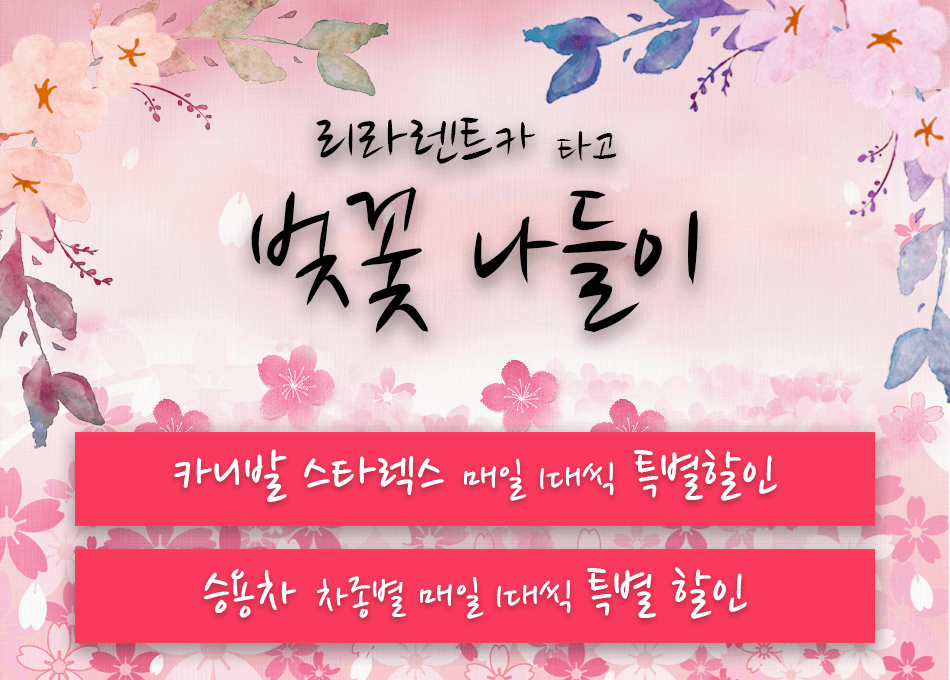 리라렌트카 타고
벚꽃 나들이
카니발 스타렉스 매일 1대씩 특별할인
승용차 차종별 매일 1대씩 특별 할인